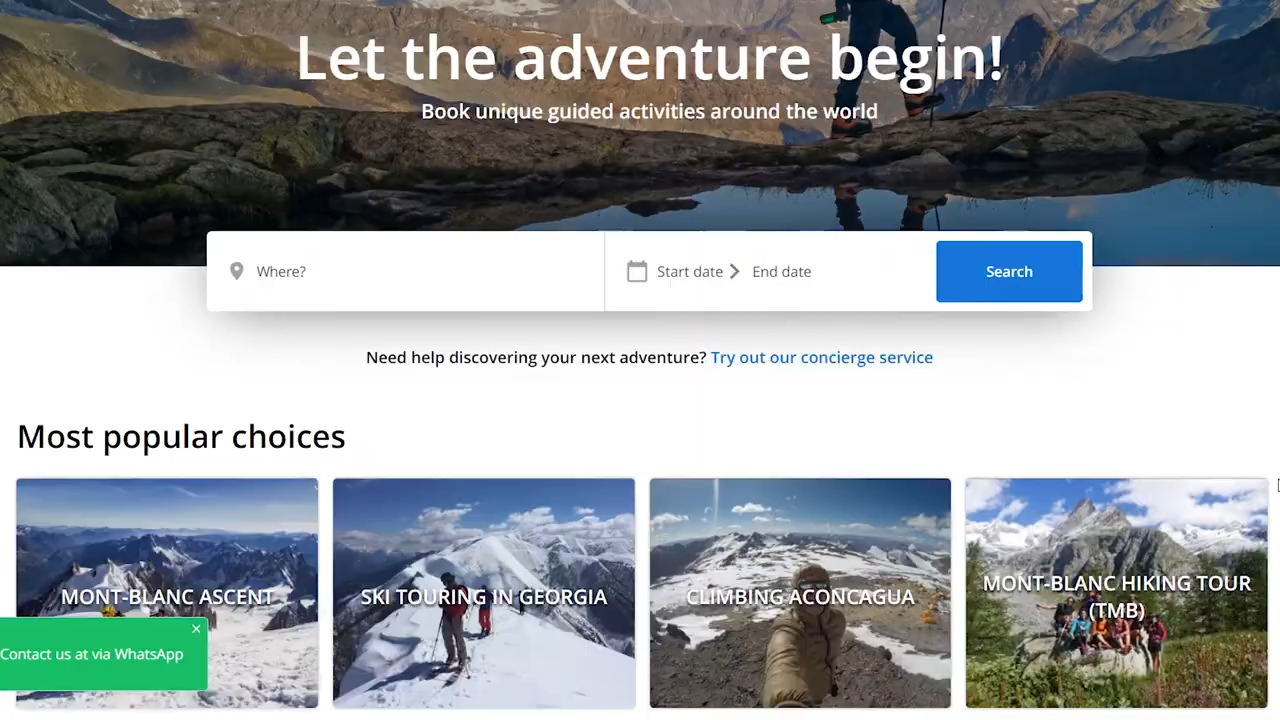 Let the adventure begin!
Book unique guided activities around the world
Where?
Start date
End date
Search
Need help discovering your next adventure? Try out our concierge service
Most popular choices
MONT-BLANC ASCENT
SKI TOURING IN GEORGIA
CLIMBING ACONCAGUA
MONT-BLANC HIKING TOUR
(TMB)
Contact us at via WhatsApp